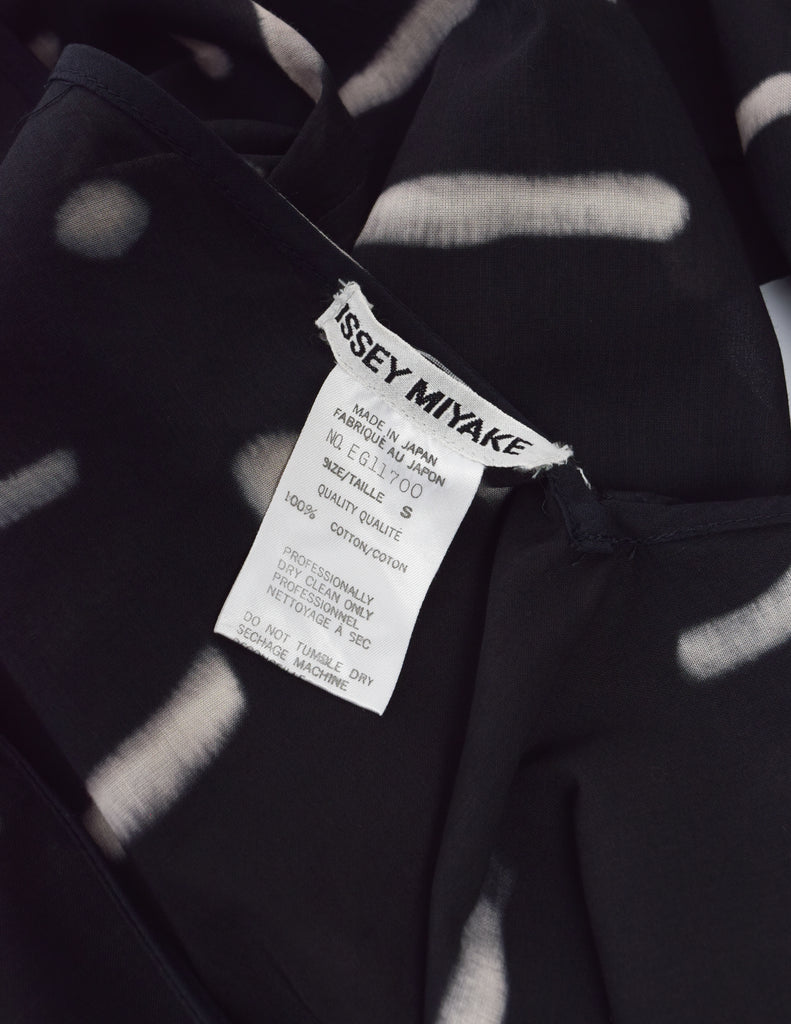 ISSEY MIYAKE
MADE IN JAPAN
FABRIQUÉ AU JAPON
NO. EG11700
SIZE/TAILLE S
QUALITY QUALITÉ
100% COTTON/COTON
PROFESSIONALLY
DRY CLEAN ONLY
PROFESSIONNEL
NETTOYAGE À SEC
DO NOT TUMBLE DRY
SECHAGE MACHINE